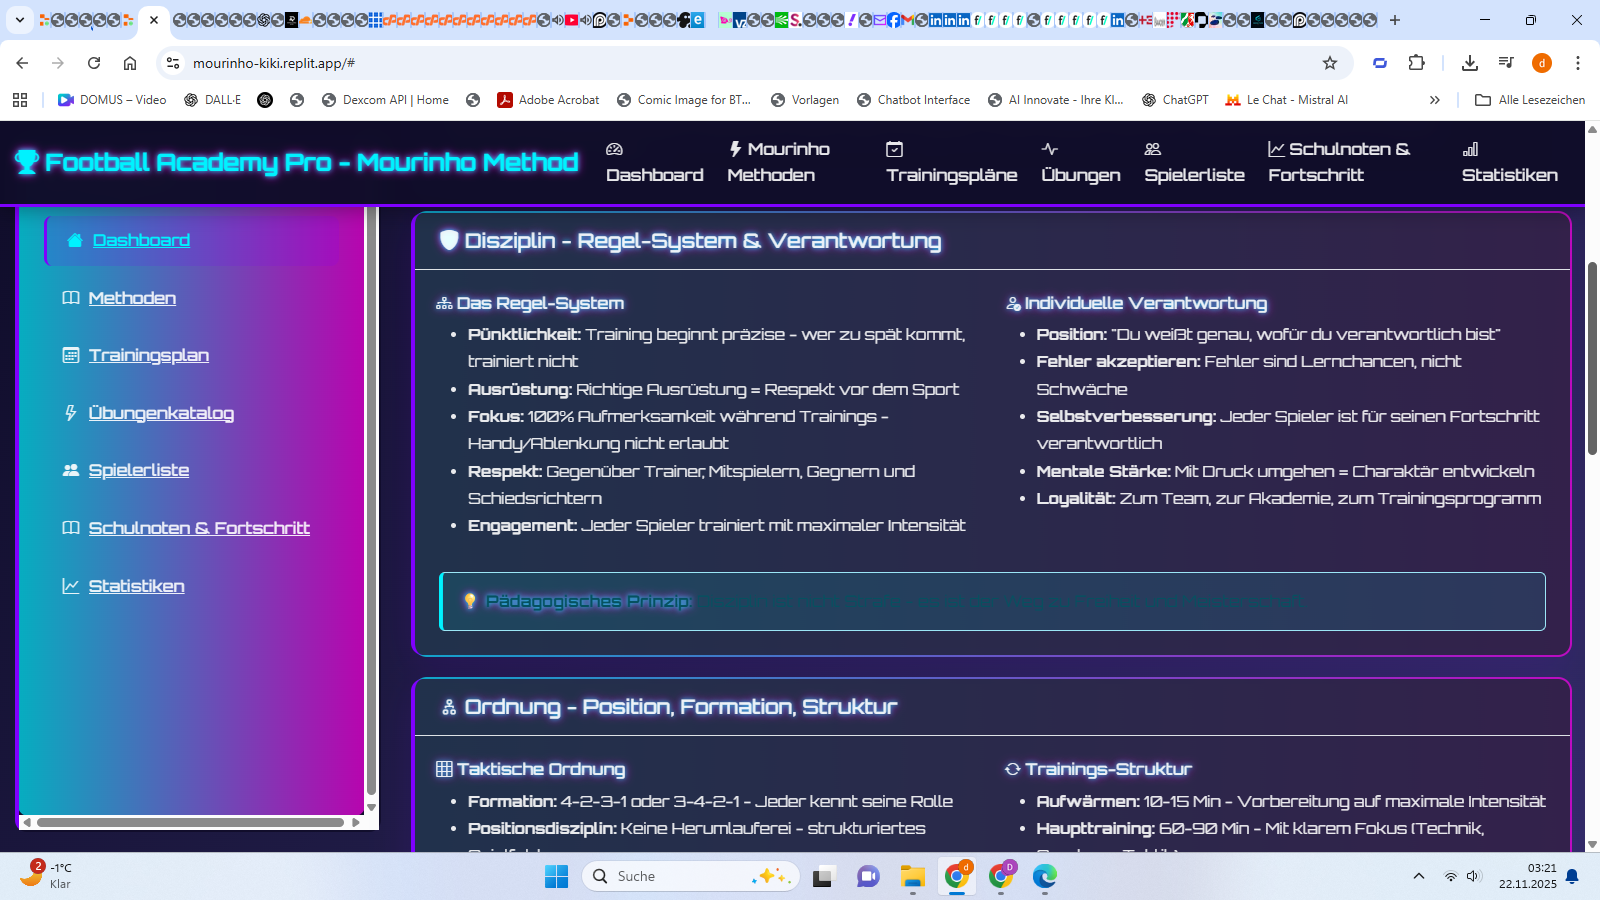 mourinho-kiki.replit.app/#
DOMUS – Video
DALL·E
Dexcom API | Home
Adobe Acrobat
Comic Image for BT...
Vorlagen
Chatbot Interface
AI Innovate - Ihre KI...
ChatGPT
Le Chat - Mistral AI
Alle Lesezeichen
Football Academy Pro - Mourinho Method
Dashboard
Mourinho
Methoden
Trainingspläne
Übungen
Spielerliste
Schulnoten &
Fortschritt
Statistiken
Dashboard
Methoden
Trainingsplan
Übungenkatalog
Spielerliste
Schulnoten & Fortschritt
Statistiken
Disziplin - Regel-System & Verantwortung
Das Regel-System
• Pünktlichkeit: Training beginnt präzise - wer zu spät kommt,
trainiert nicht
• Ausrüstung: Richtige Ausrüstung = Respekt vor dem Sport
• Fokus: 100% Aufmerksamkeit während Trainings -
Handy/Ablenkung nicht erlaubt
• Respekt: Gegenüber Trainer, Mitspielern, Gegnern und
Schiedsrichtern
• Engagement: Jeder Spieler trainiert mit maximaler Intensität
Individuelle Verantwortung
• Position: "Du weißt genau, wofür du verantwortlich bist"
• Fehler akzeptieren: Fehler sind Lernchancen, nicht
Schwäche
• Selbstverbesserung: Jeder Spieler ist für seinen Fortschritt
verantwortlich
• Mentale Stärke: Mit Druck umgehen = Charaktär entwickeln
• Loyalität: Zum Team, zur Akademie, zum Trainingsprogramm
Pädagogisches Prinzip:
Ordnung - Position, Formation, Struktur
Taktische Ordnung
• Formation: 4-2-3-1 oder 3-4-2-1 - Jeder kennt seine Rolle
• Positionsdisziplin: Keine Herumlauferei - strukturiertes
Trainings-Struktur
• Aufwärmen: 10-15 Min - Vorbereitung auf maximale Intensität
• Haupttraining: 60-90 Min - Mit klarem Fokus (Technik,
2
-1°C
Klar
Suche
03:21
22.11.2025